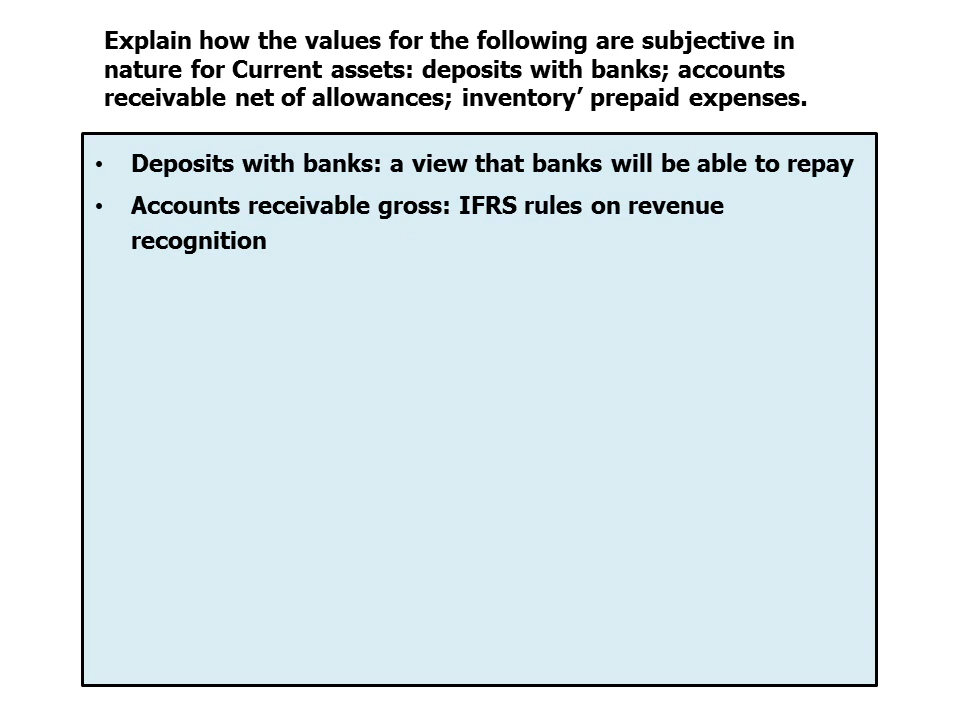 Explain how the values for the following are subjective in
nature for Current assets: deposits with banks; accounts
receivable net of allowances; inventory’ prepaid expenses.
• Deposits with banks: a view that banks will be able to repay
• Accounts receivable gross: IFRS rules on revenue
recognition